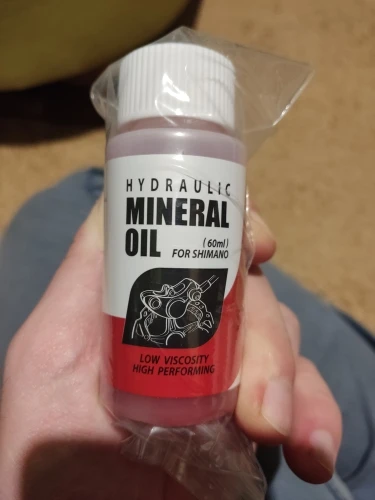 HYDRAULIC
MINERAL
OIL (60ml)
FOR SHIMANO
LOW VISCOSITY
HIGH PERFORMING